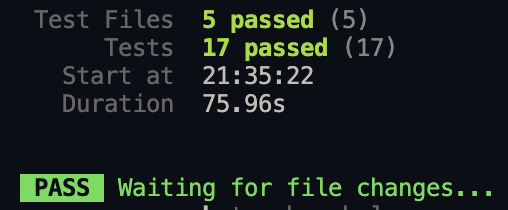 Test Files 5 passed (5)
Tests 17 passed (17)
Start at 21:35:22
Duration 75.96s
PASS Waiting for file changes...